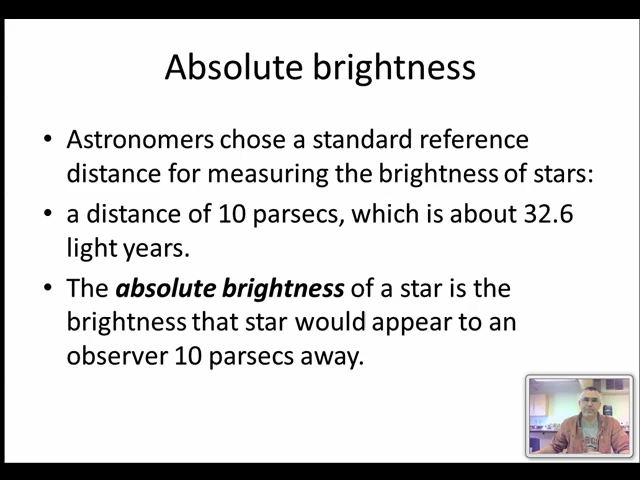 Absolute brightness
• Astronomers chose a standard reference
distance for measuring the brightness of stars:
• a distance of 10 parsecs, which is about 32.6
light years.
• The absolute brightness of a star is the
brightness that star would appear to an
observer 10 parsecs away.